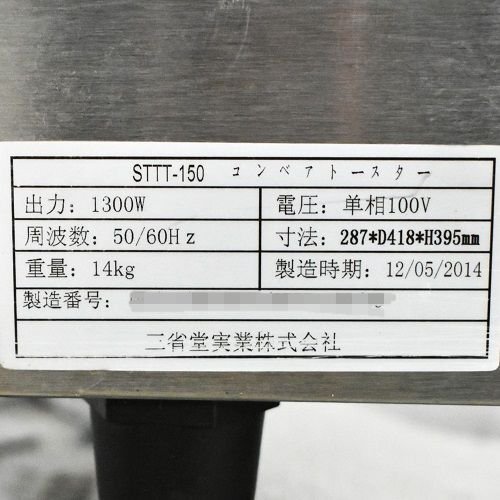 STTT-150 コンベアトースター
出力: 1300W 電圧: 单相100V
周波数: 50/60Hz 寸法: 287*D418*H395mm
重量: 14kg 製造時期: 12/05/2014
製造番号:
三省堂実業株式会社